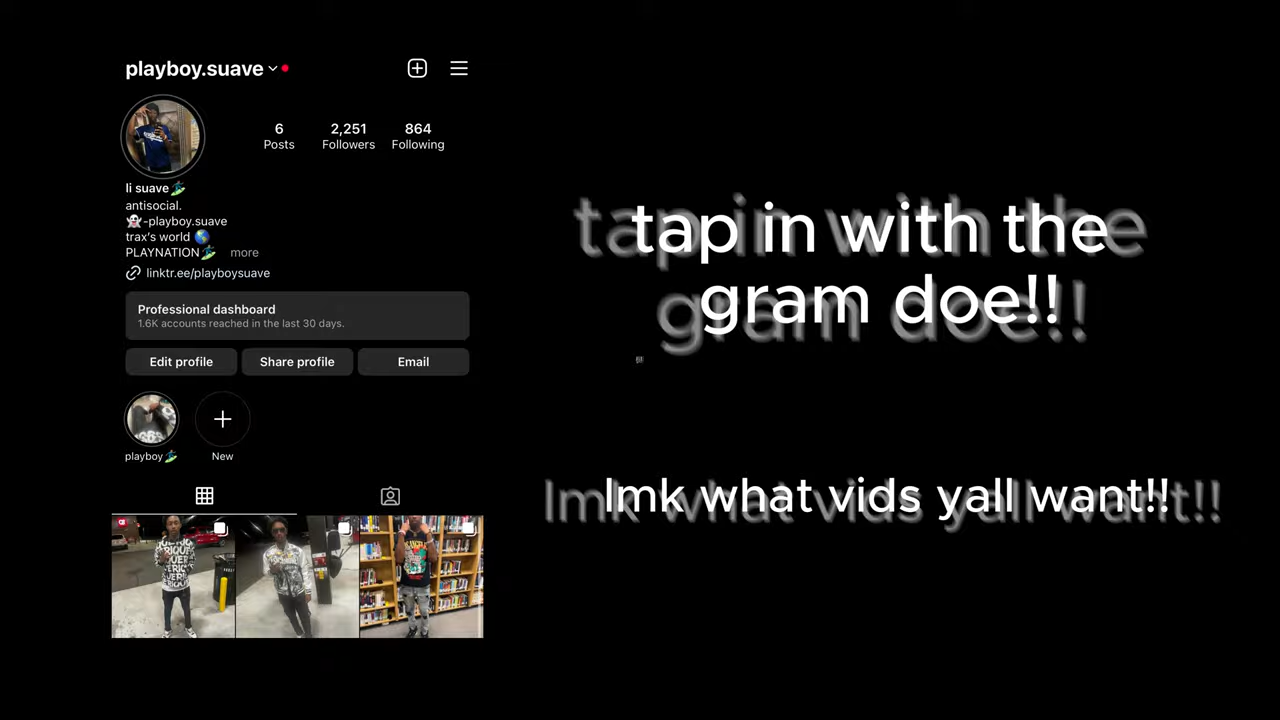 playboy.suave
6
Posts
2,251
Followers
864
Following
li suave🏄
antisocial.
👻-playboy.suave
trax's world 🌎
PLAYNATION🏄 more
linktr.ee/playboysuave
Professional dashboard
1.6K accounts reached in the last 30 days.
Edit profile
Share profile
Email
playboy🏄
New
tap in with the
gram doe!!
lmk what vids yall want!!